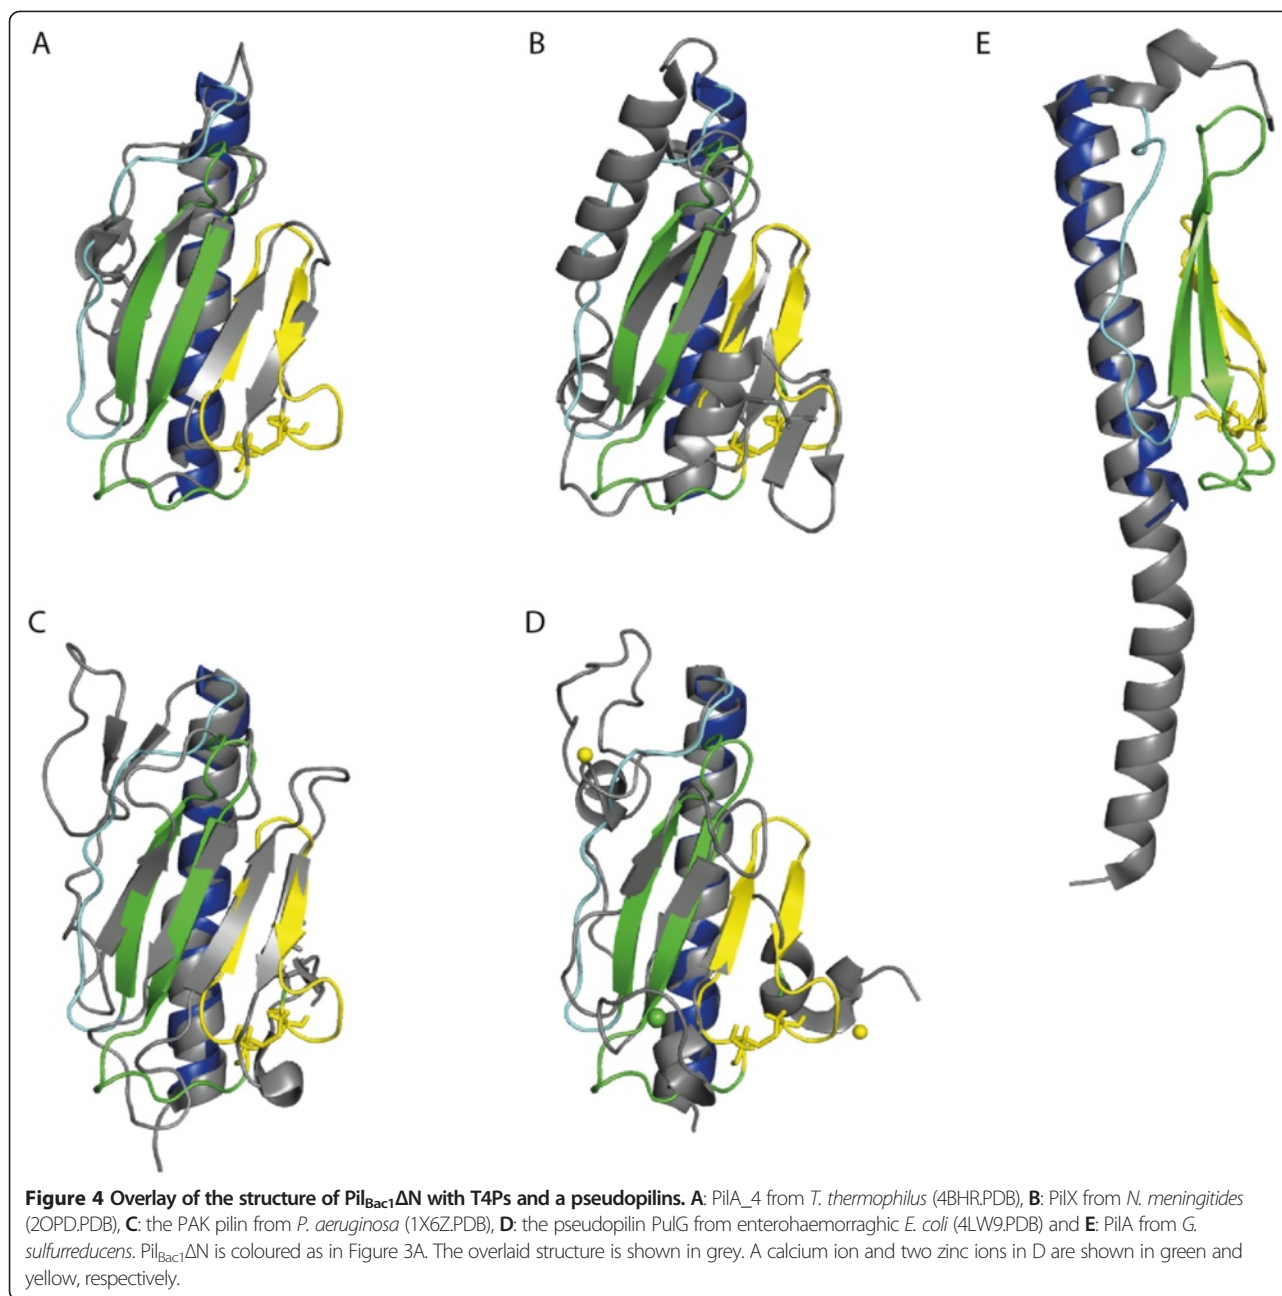 A
B
E
C
D
Figure 4 Overlay of the structure of PilBac1ΔN with T4Ps and a pseudopilins. A: PilA_4 from T. thermophilus (4BHR.PDB), B: PilX from N. meningitides
(2OPD.PDB), C: the PAK pilin from P. aeruginosa (1X6Z.PDB), D: the pseudopilin PulG from enterohaemorraghic E. coli (4LW9.PDB) and E: PilA from G.
sulfurreducens. PilBac1ΔN is coloured as in Figure 3A. The overlaid structure is shown in grey. A calcium ion and two zinc ions in D are shown in green and
yellow, respectively.